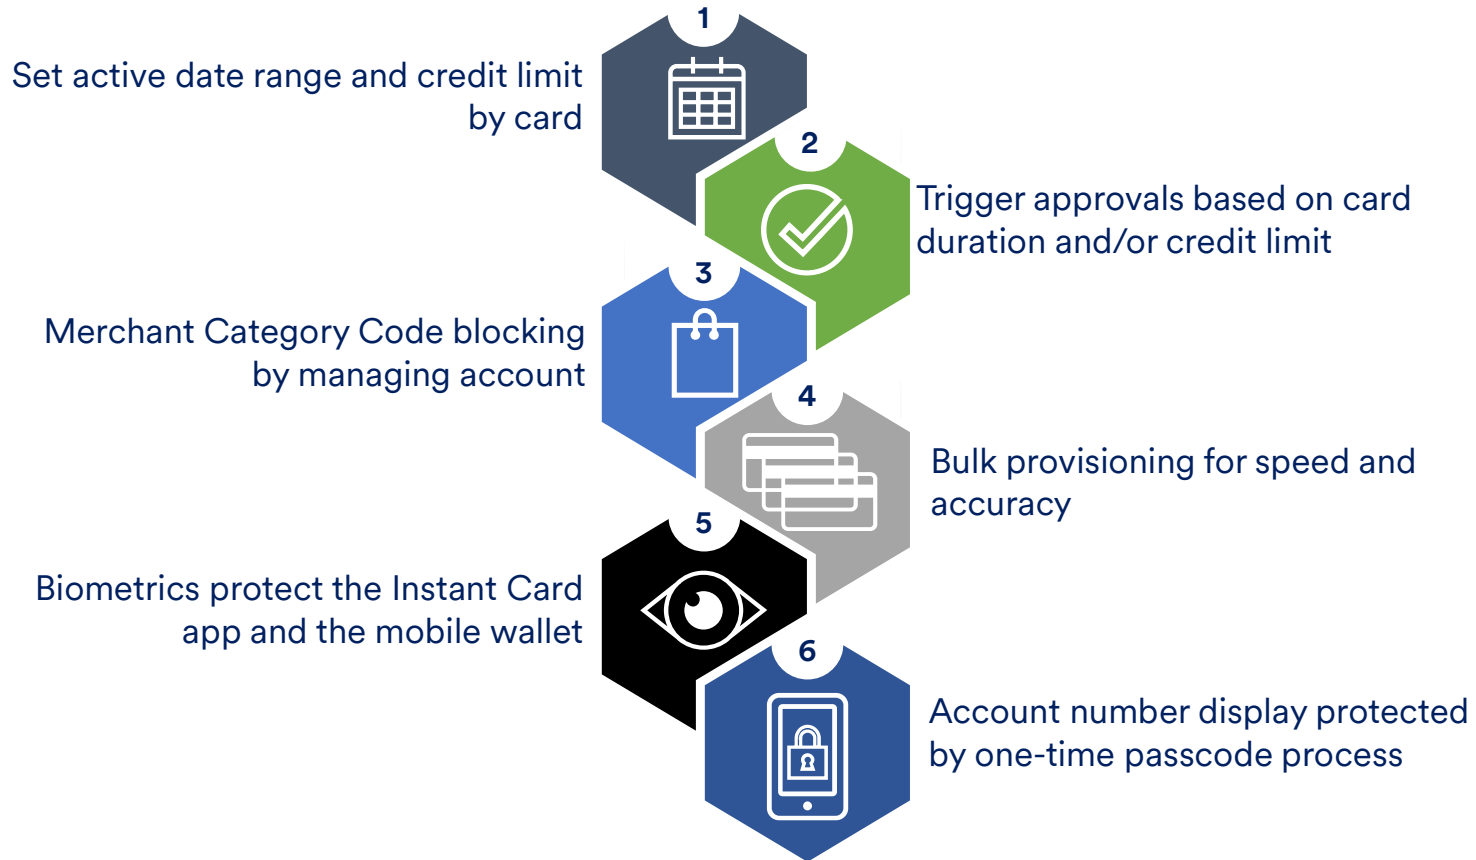 1
Set active date range and credit limit
by card
2
Trigger approvals based on card
duration and/or credit limit
3
Merchant Category Code blocking
by managing account
4
Bulk provisioning for speed and
accuracy
5
Biometrics protect the Instant Card
app and the mobile wallet
6
Account number display protected
by one-time passcode process